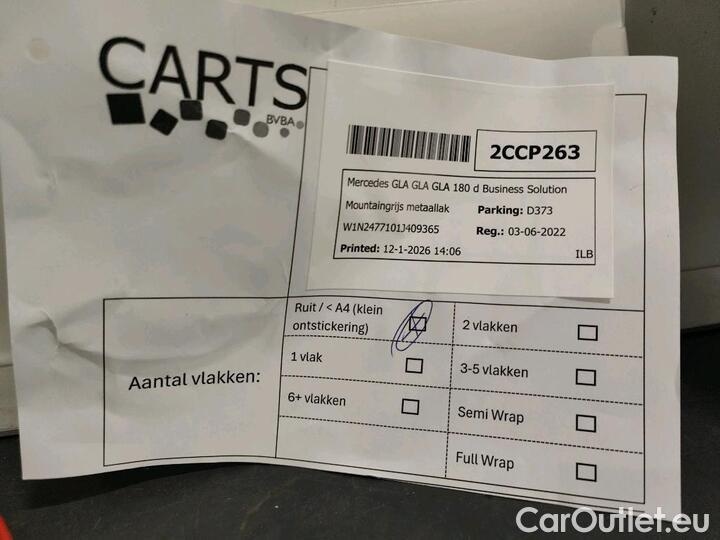 CARTS
BVBA
2CCP263
Mercedes GLA GLA GLA 180 d Business Solution
Mountaingrijs metaallak Parking: D373
W1N2477101J409365 Reg.: 03-06-2022
Printed: 12-1-2026 14:06 ILB
Ruit / < A4 (klein
ontstickering)
2 vlakken
1 vlak
3-5 vlakken
Aantal vlakken:
6+ vlakken
Semi Wrap
Full Wrap
CarOutlet.eu